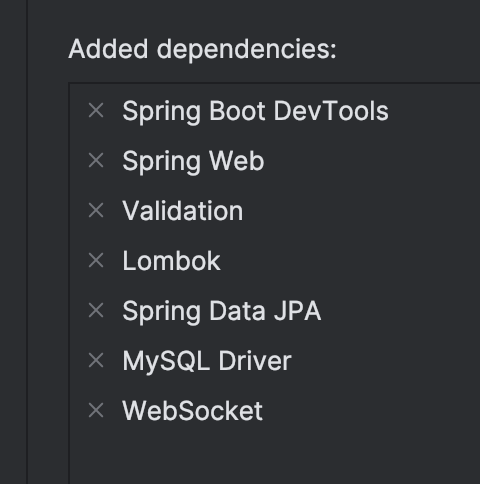 Added dependencies:
Spring Boot DevTools
Spring Web
Validation
Lombok
Spring Data JPA
MySQL Driver
WebSocket